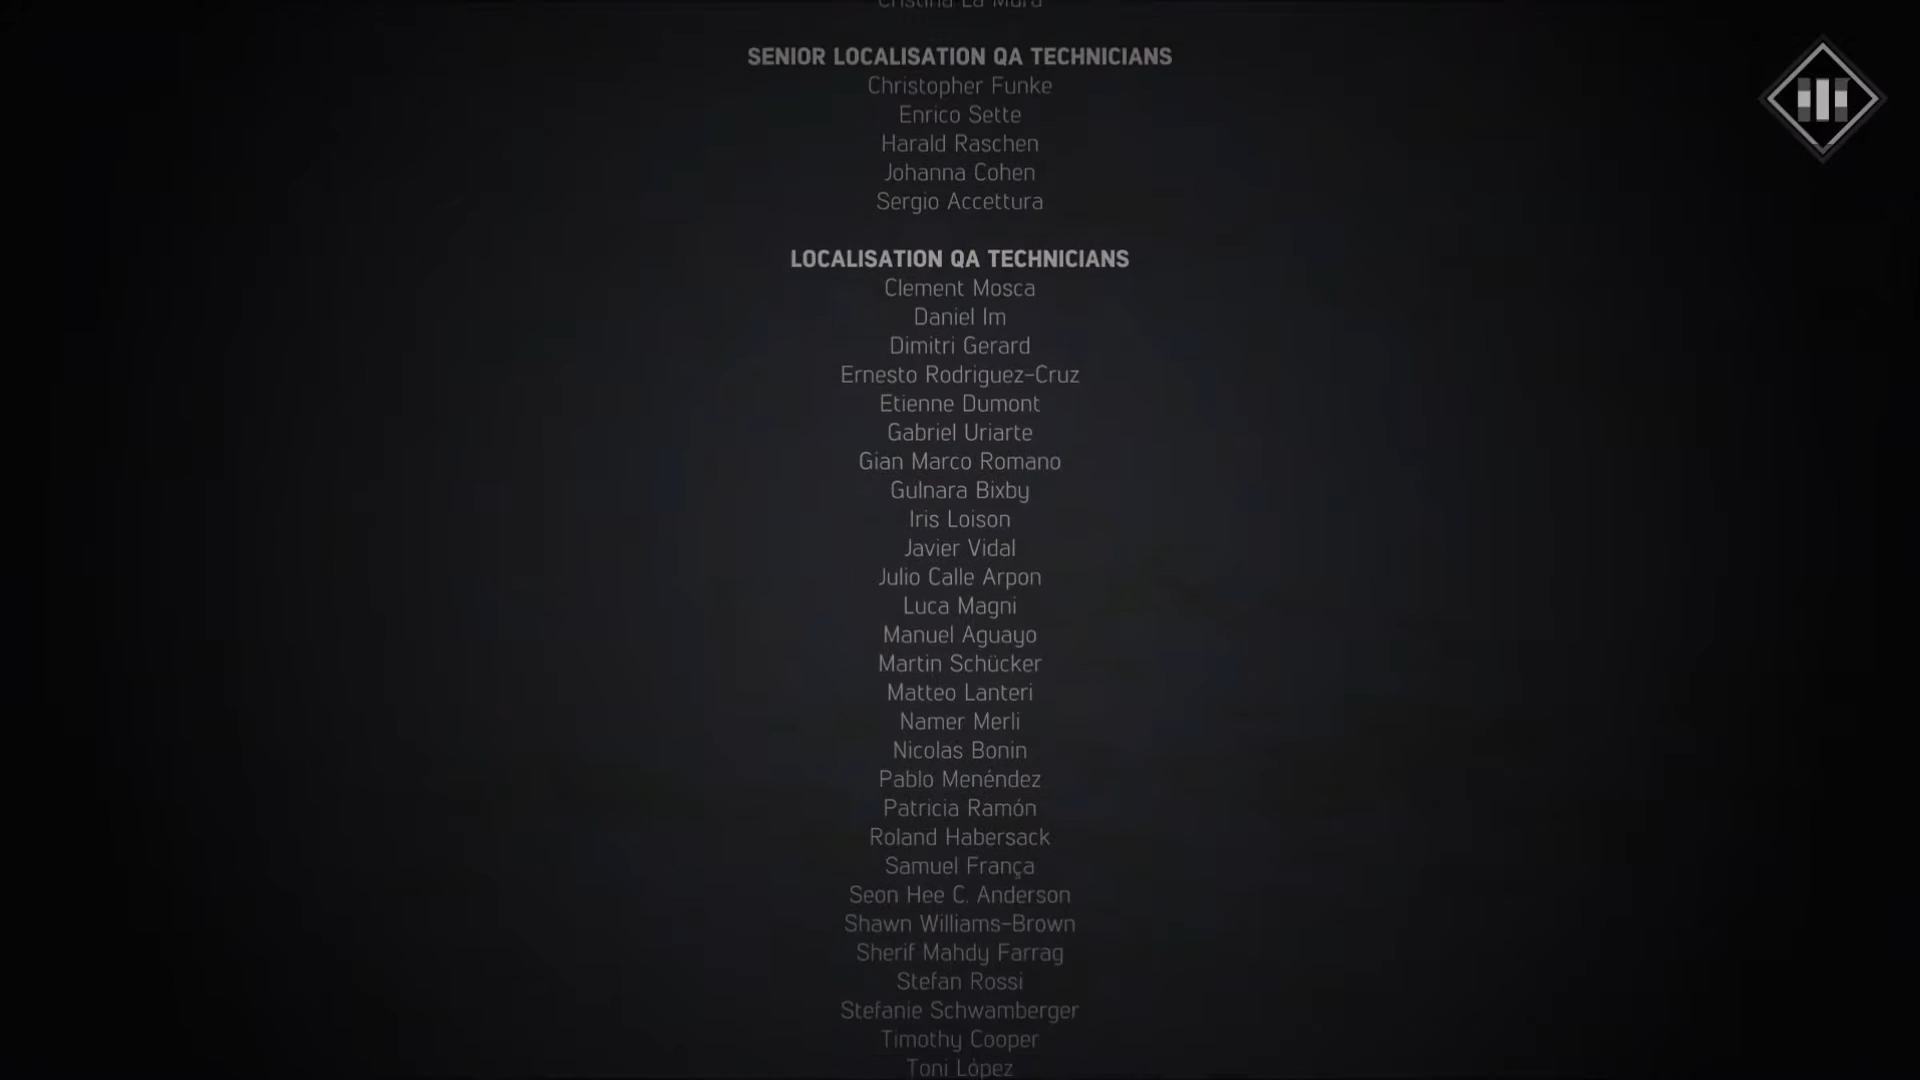 Cristina La Mura
SENIOR LOCALISATION QA TECHNICIANS
Christopher Funke
Enrico Sette
Harald Raschen
Johanna Cohen
Sergio Accettura
LOCALISATION QA TECHNICIANS
Clement Mosca
Daniel Im
Dimitri Gerard
Ernesto Rodriguez-Cruz
Etienne Dumont
Gabriel Uriarte
Gian Marco Romano
Gulnara Bixby
Iris Loison
Javier Vidal
Julio Calle Arpon
Luca Magni
Manuel Aguayo
Martin Schücker
Matteo Lanteri
Namer Merli
Nicolas Bonin
Pablo Menéndez
Patricia Ramón
Roland Habersack
Samuel França
Seon Hee C. Anderson
Shawn Williams-Brown
Sherif Mahdy Farrag
Stefan Rossi
Stefanie Schwamberger
Timothy Cooper
Toni López